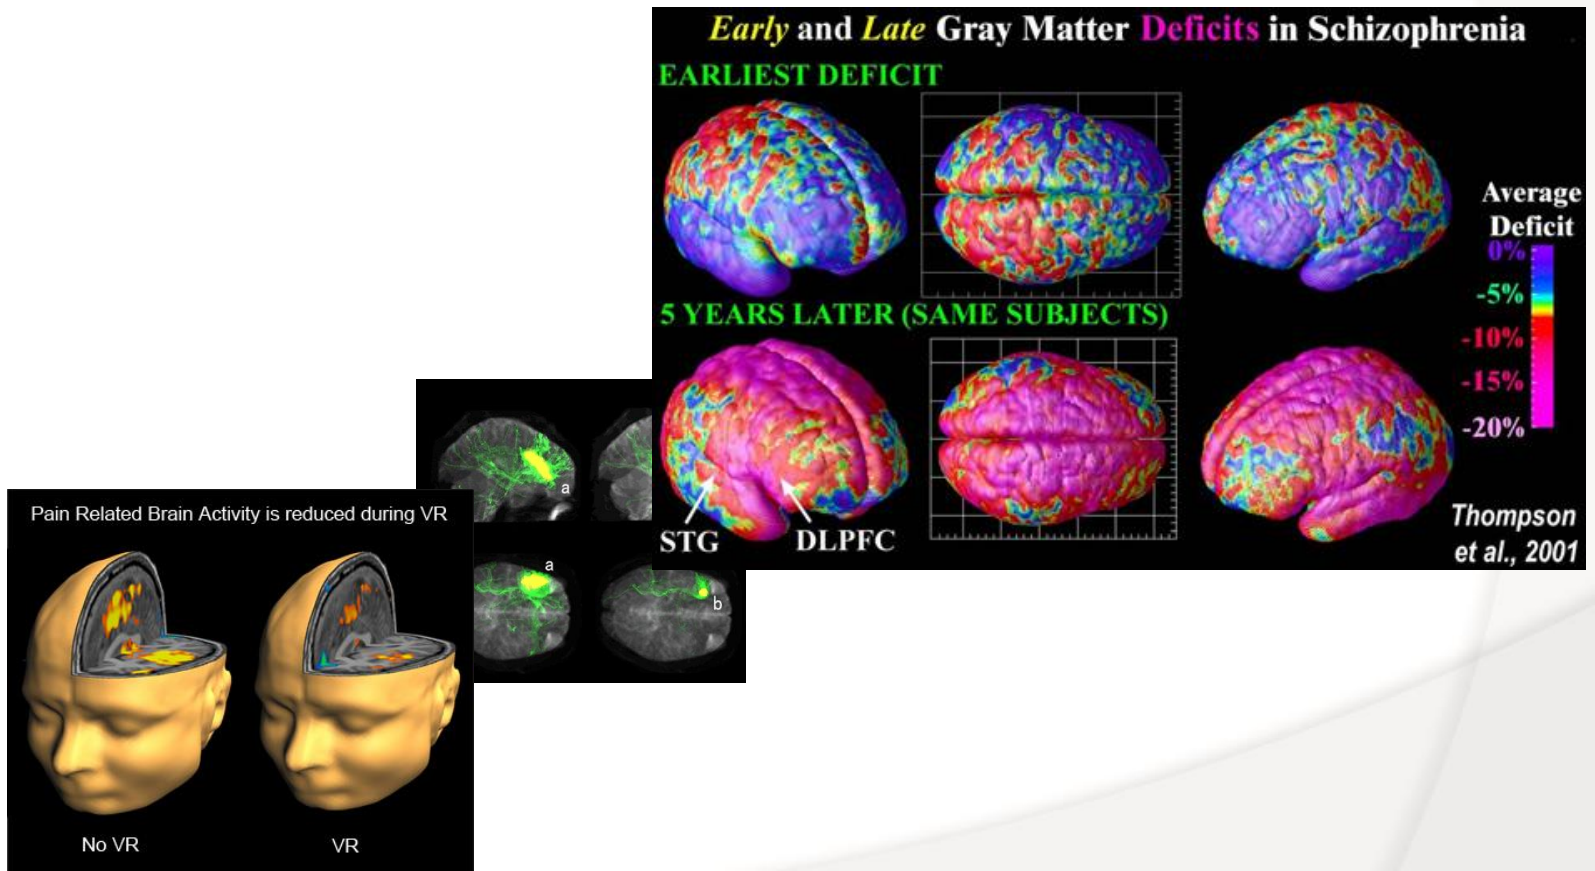 Early and Late Gray Matter Deficits in Schizophrenia
EARLIEST DEFICIT
Average
Deficit
0%
-5%
-10%
-15%
-20%
5 YEARS LATER (SAME SUBJECTS)
STG
DLPFC
Thompson
et al., 2001
a
a
b
Pain Related Brain Activity is reduced during VR
No VR
VR